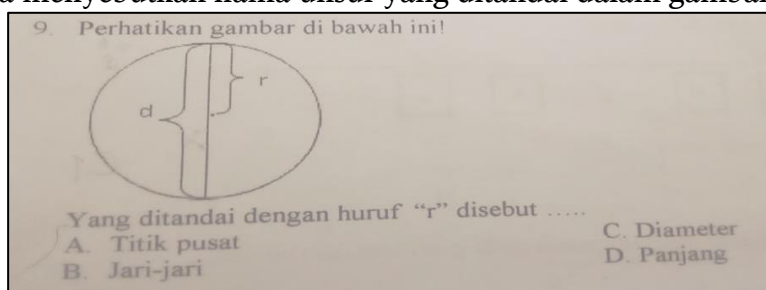 9. Perhatikan gambar di bawah ini!
r
d
Yang ditandai dengan huruf “r” disebut .....
A. Titik pusat
B. Jari-jari
C. Diameter
D. Panjang